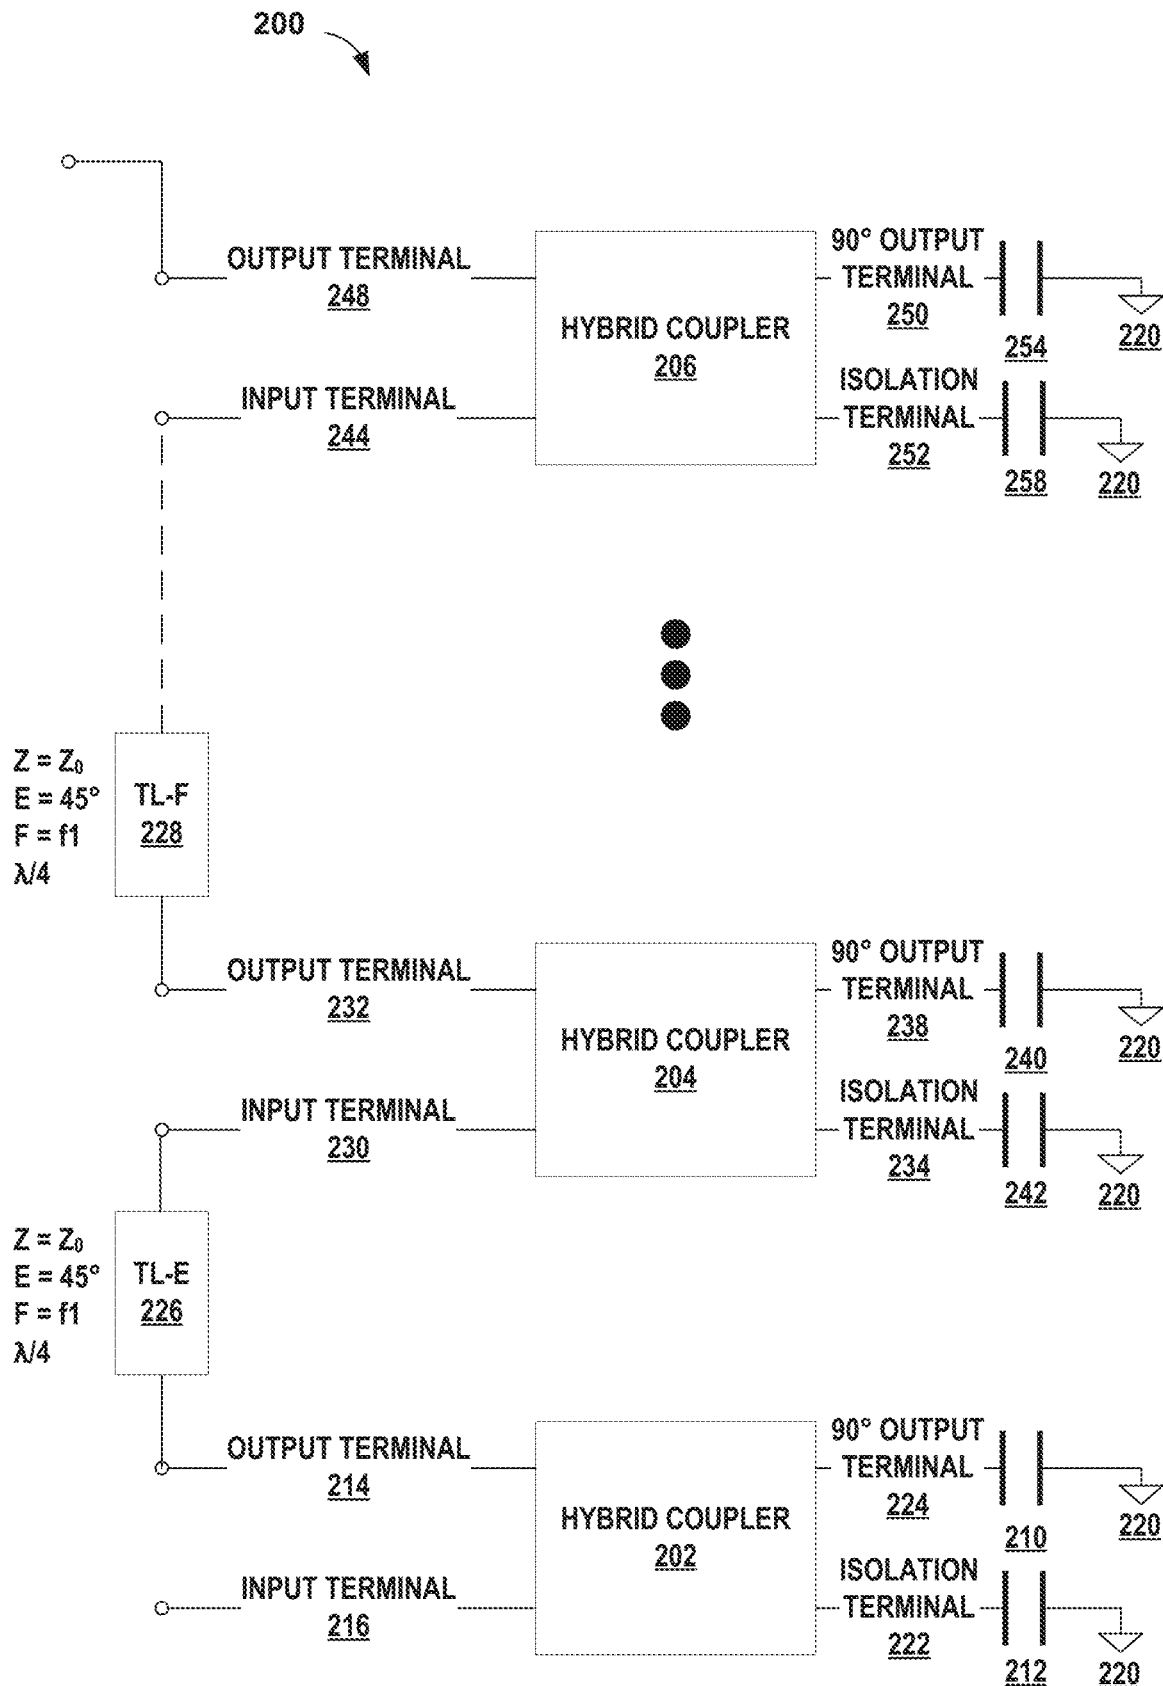 200
OUTPUT TERMINAL
248
INPUT TERMINAL
244
HYBRID COUPLER
206
90° OUTPUT
TERMINAL
250
254
220
ISOLATION
TERMINAL
252
258
220
Z = Z₀
E = 45°
F = f1
λ/4
TL-F
228
OUTPUT TERMINAL
232
INPUT TERMINAL
230
HYBRID COUPLER
204
90° OUTPUT
TERMINAL
238
240
220
ISOLATION
TERMINAL
234
242
220
Z = Z₀
E = 45°
F = f1
λ/4
TL-E
226
OUTPUT TERMINAL
214
INPUT TERMINAL
216
HYBRID COUPLER
202
90° OUTPUT
TERMINAL
224
210
220
ISOLATION
TERMINAL
222
212
220